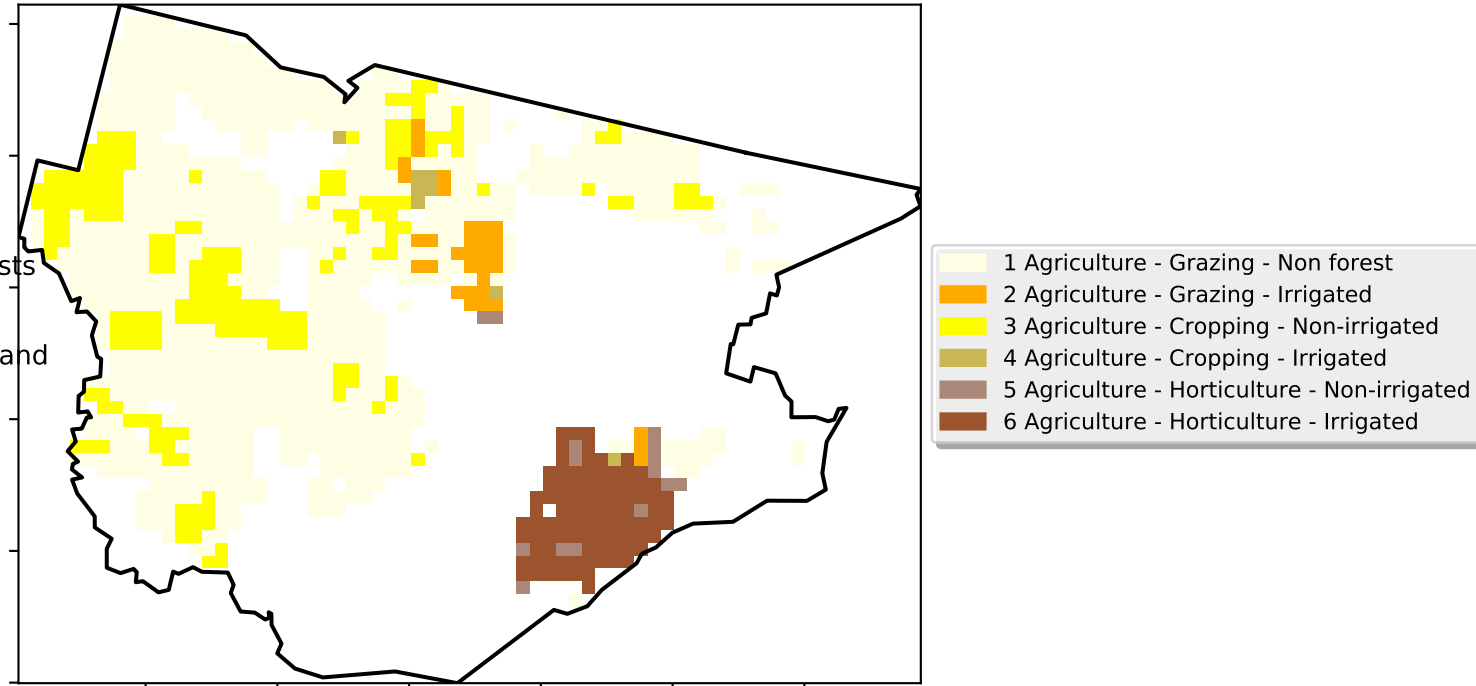 sts
and
1 Agriculture - Grazing - Non forest
2 Agriculture - Grazing - Irrigated
3 Agriculture - Cropping - Non-irrigated
4 Agriculture - Cropping - Irrigated
5 Agriculture - Horticulture - Non-irrigated
6 Agriculture - Horticulture - Irrigated